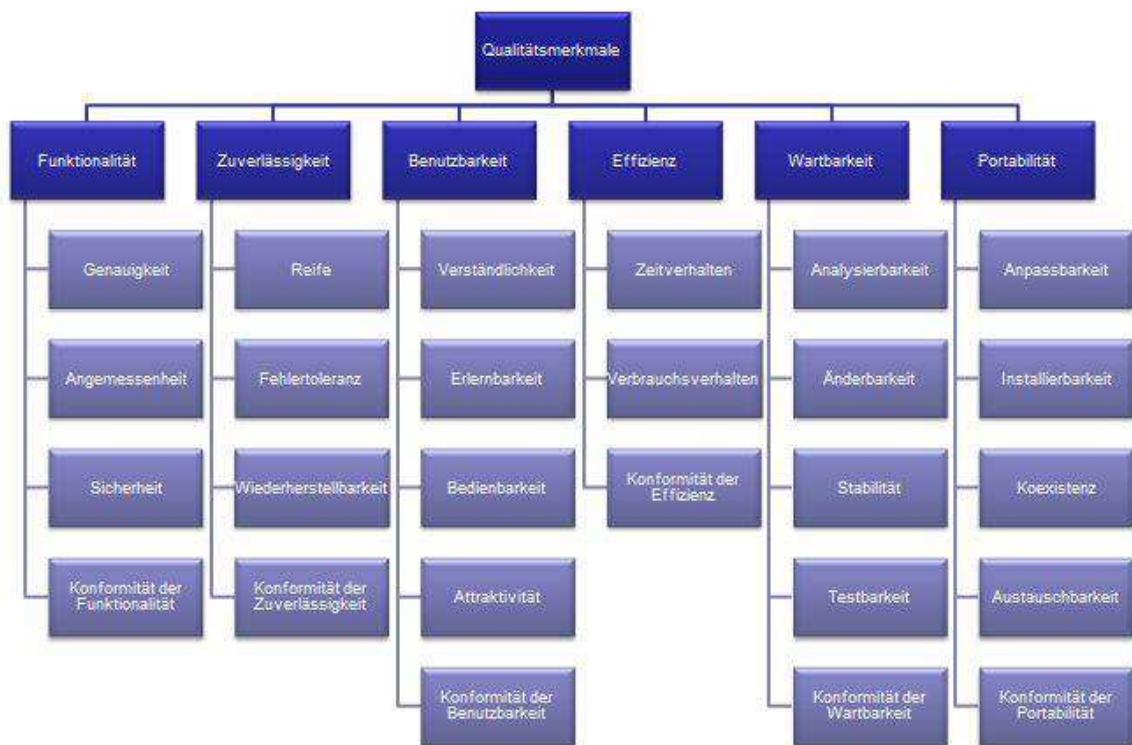 Qualitätsmerkmale
Funktionalität
Zuverlässigkeit
Benutzbarkeit
Effizienz
Wartbarkeit
Portabilität
Genauigkeit
Reife
Verständlichkeit
Zeitverhalten
Analysierbarkeit
Anpassbarkeit
Angemessenheit
Fehlertoleranz
Erlernbarkeit
Verbrauchsverhalten
Änderbarkeit
Installierbarkeit
Sicherheit
Wiederherstellbarkeit
Bedienbarkeit
Konformität der
Effizienz
Stabilität
Koexistenz
Konformität der
Funktionalität
Konformität der
Zuverlässigkeit
Attraktivität
Testbarkeit
Austauschbarkeit
Konformität der
Benutzbarkeit
Konformität der
Wartbarkeit
Konformität der
Portabilität